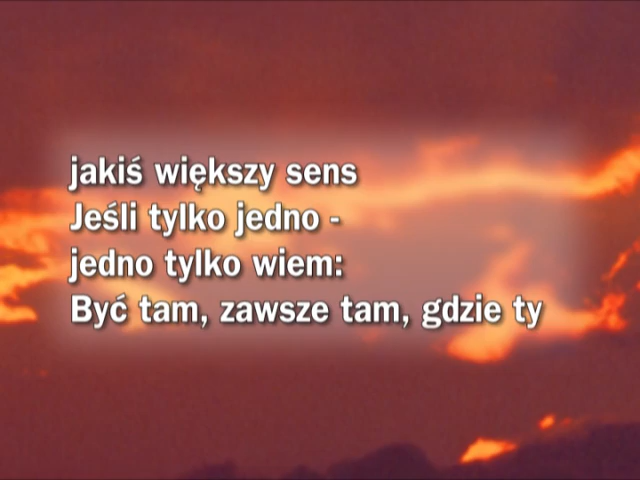 jakiś większy sens
Jeśli tylko jedno -
jedno tylko wiem:
Być tam, zawsze tam, gdzie ty